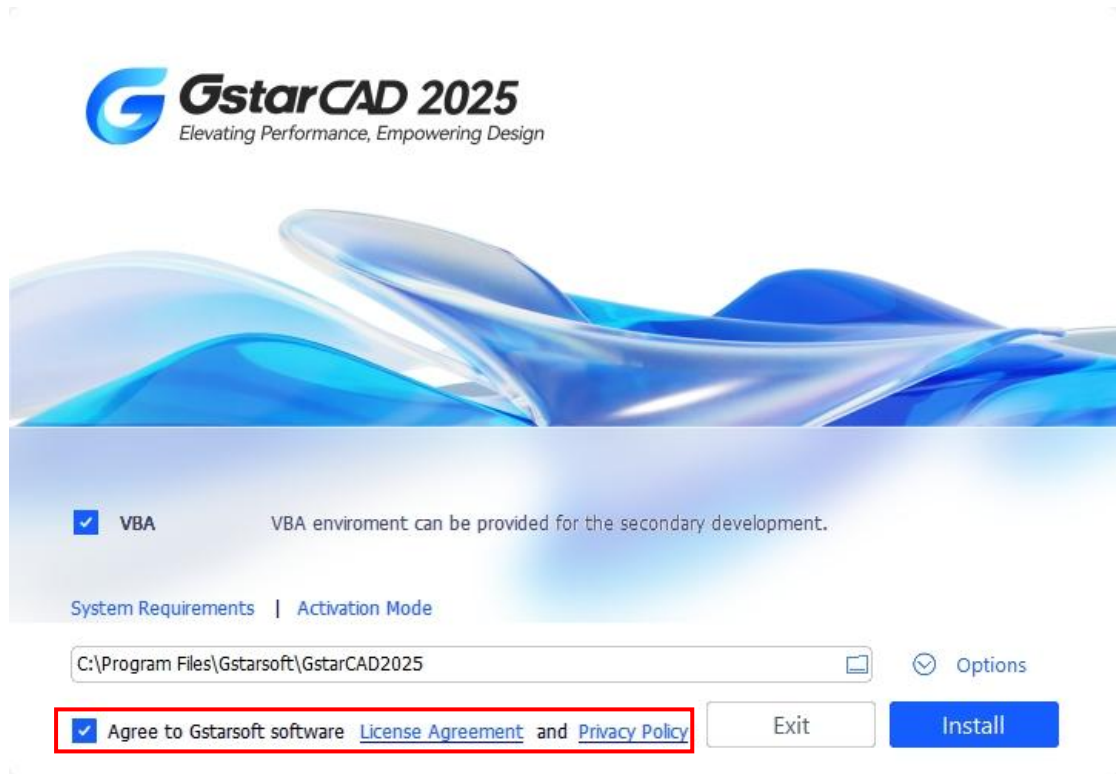 GstarCAD 2025
Elevating Performance, Empowering Design
VBA VBA enviroment can be provided for the secondary development.
System Requirements | Activation Mode
C:\Program Files\Gstarsoft\GstarCAD2025 Options
Agree to Gstarsoft software License Agreement and Privacy Policy Exit Install